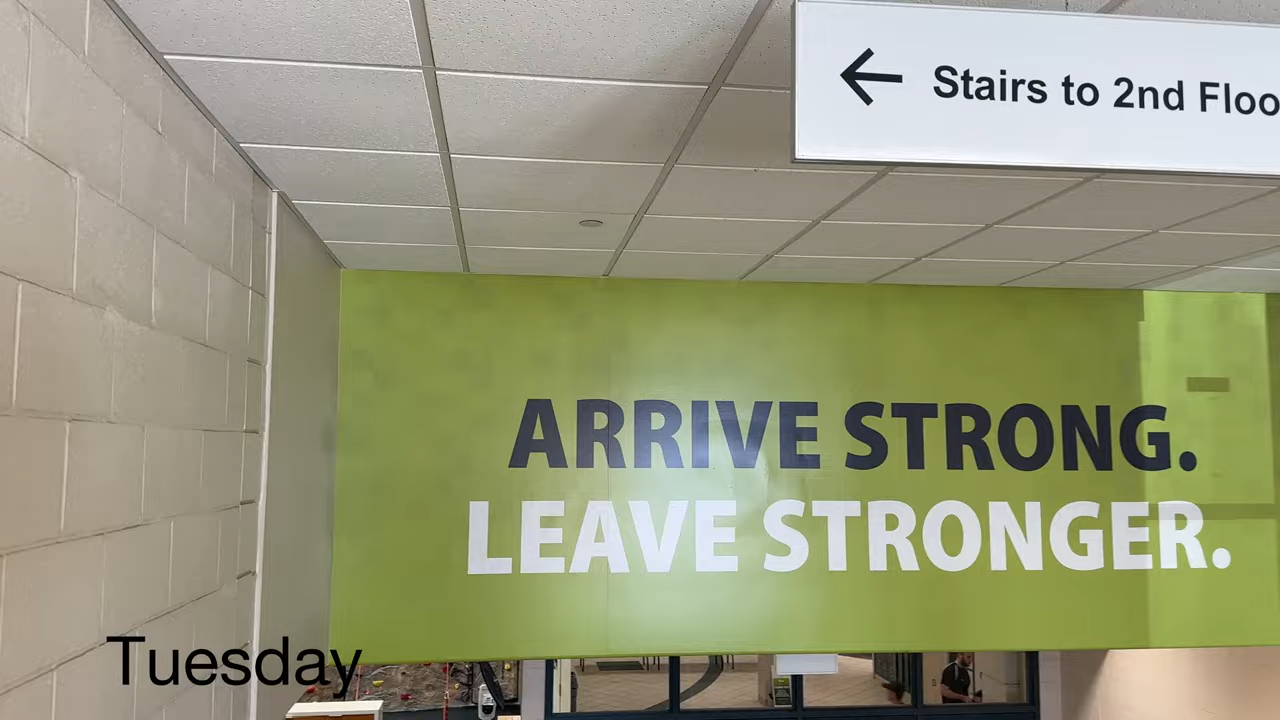 ← Stairs to 2nd Floo
ARRIVE STRONG.
LEAVE STRONGER.
Tuesday